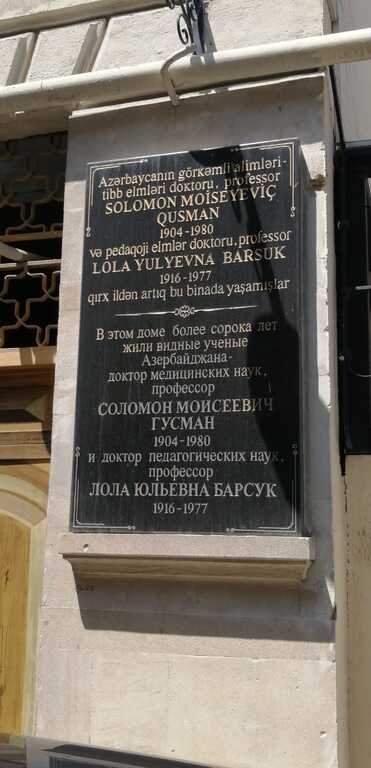 Azərbaycanın görkəmli alimləri-
tibb elmləri doktoru, professor
SOLOMON MOİSEYEVİÇ
QUSMAN
1904-1980
və pedaqoji elmlər doktoru, professor
LOLA YULYEVNA BARSUK
1916-1977
qırx ildən artıq bu binada yaşamışlar
В этом доме более сорока лет
жили видные ученые
Азербайджана-
доктор медицинских наук,
профессор
СОЛОМОН МОИСЕЕВИЧ
ГУСМАН
1904-1980
и доктор педагогических наук,
профессор
ЛОЛА ЮЛЬЕВНА БАРСУК
1916-1977